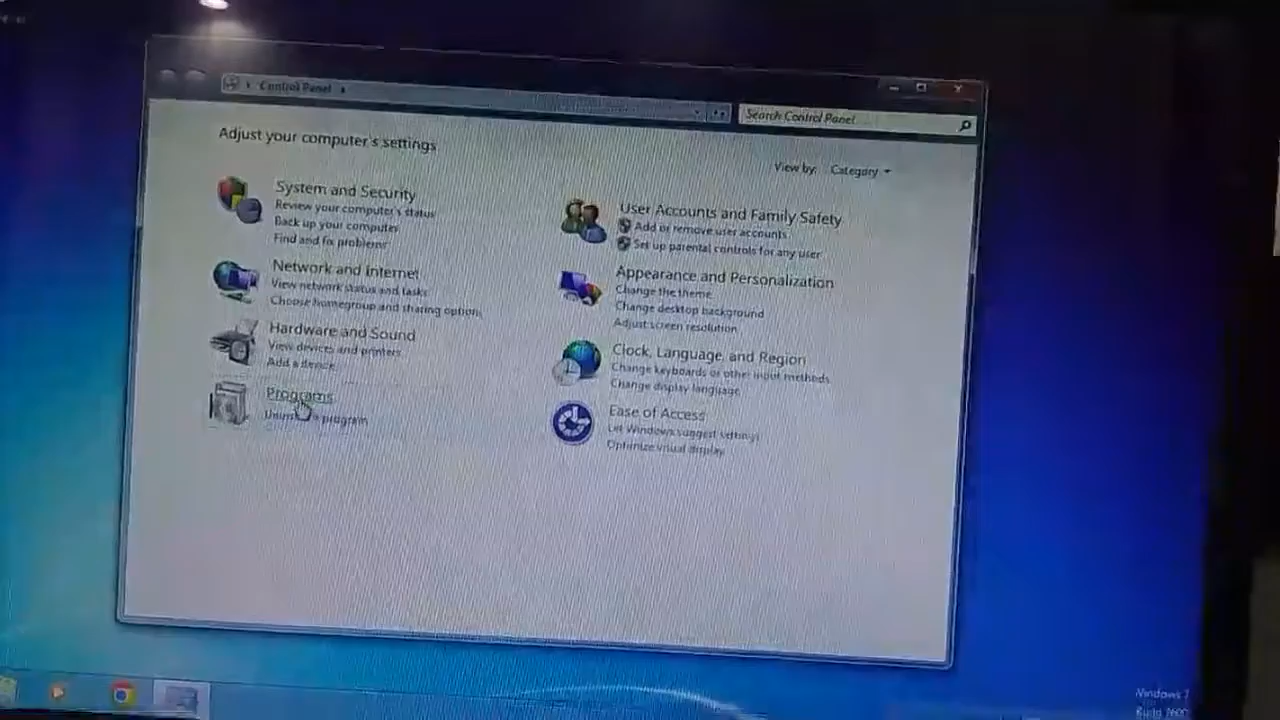 Control Panel
Search Control Panel
Adjust your computer's settings
View by: Category
System and Security
Review your computer's status
Back up your computer
Find and fix problems
Network and Internet
View network status and tasks
Choose homegroup and sharing options
Hardware and Sound
View devices and printers
Add a device
Programs
Uninstall a program
User Accounts and Family Safety
Add or remove user accounts
Set up parental controls for any user
Appearance and Personalization
Change the theme
Change desktop background
Adjust screen resolution
Clock, Language, and Region
Change keyboards or other input methods
Change display language
Ease of Access
Let Windows suggest settings
Optimize visual display
Windows 7
Build 7600